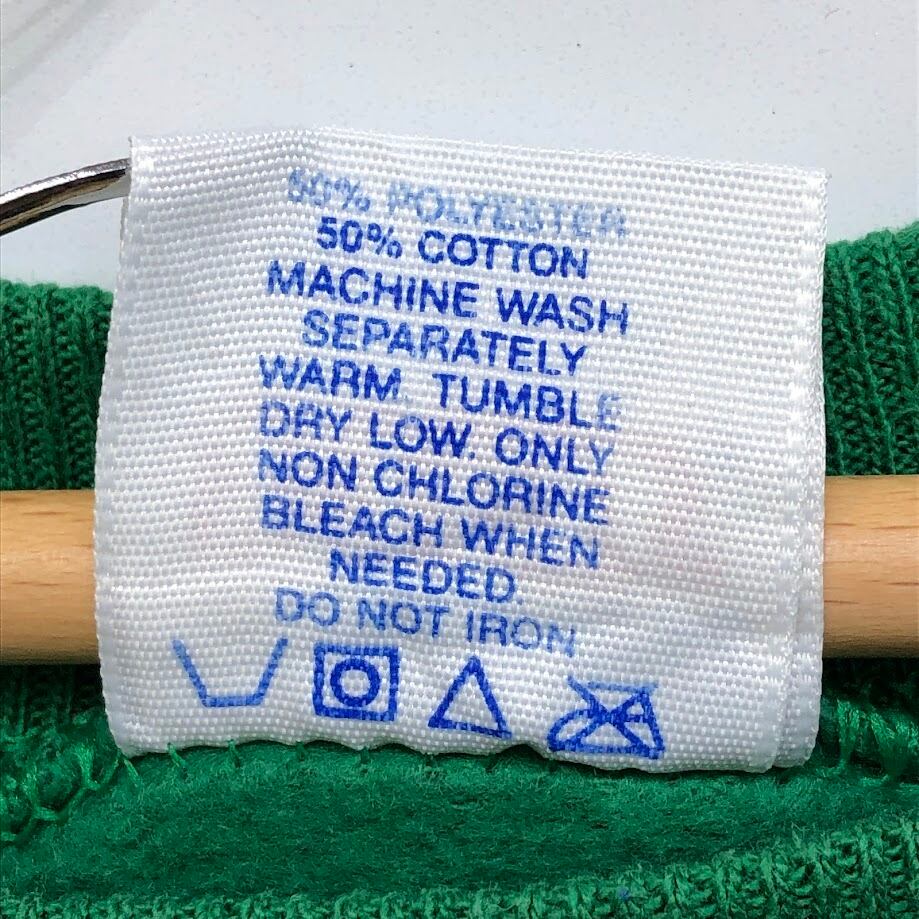 50% POLYESTER
50% COTTON
MACHINE WASH
SEPARATELY
WARM. TUMBLE
DRY LOW. ONLY
NON CHLORINE
BLEACH WHEN
NEEDED.
DO NOT IRON